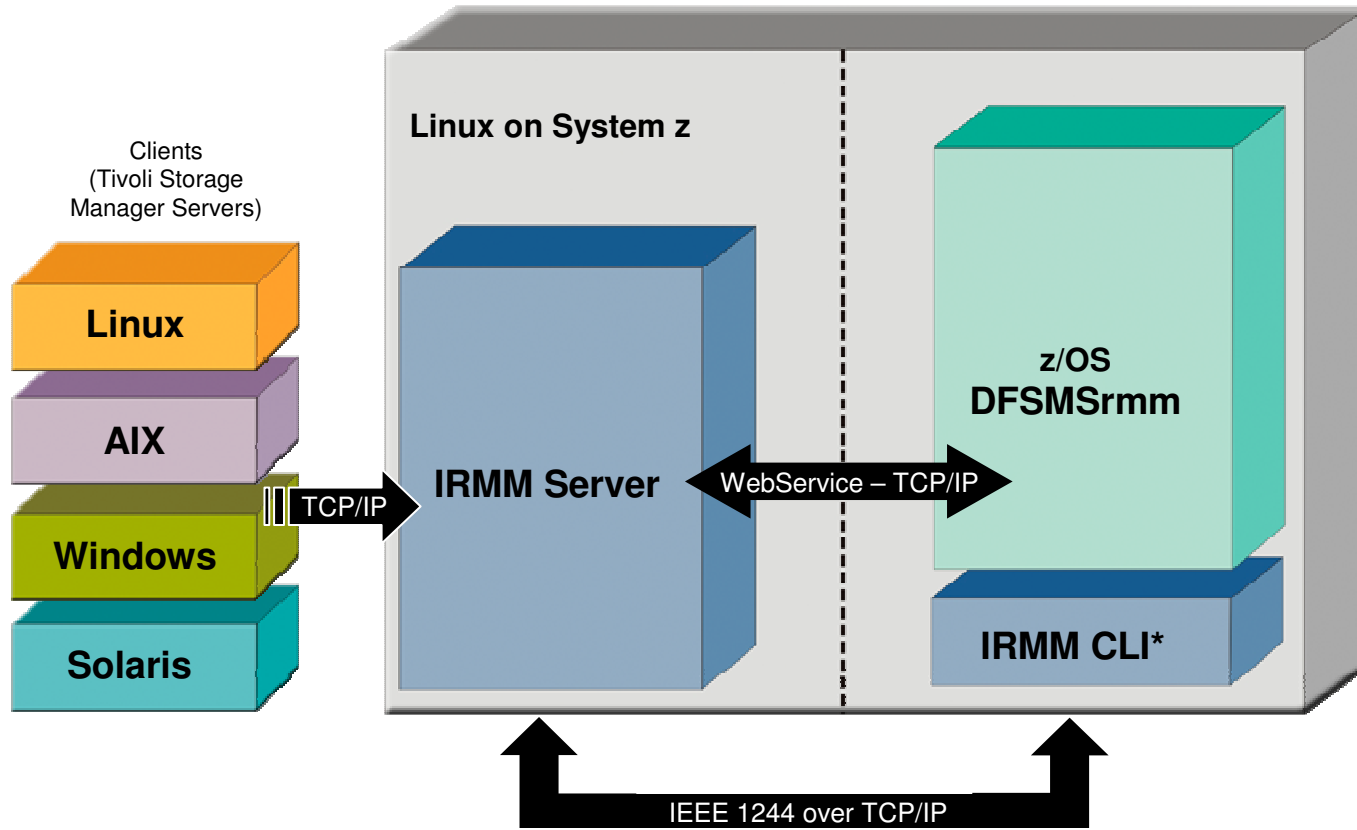 Clients
(Tivoli Storage
Manager Servers)
Linux
AIX
Windows
Solaris
TCP/IP
Linux on System z
IRMM Server
WebService – TCP/IP
z/OS
DFSMSrmm
IRMM CLI*
IEEE 1244 over TCP/IP